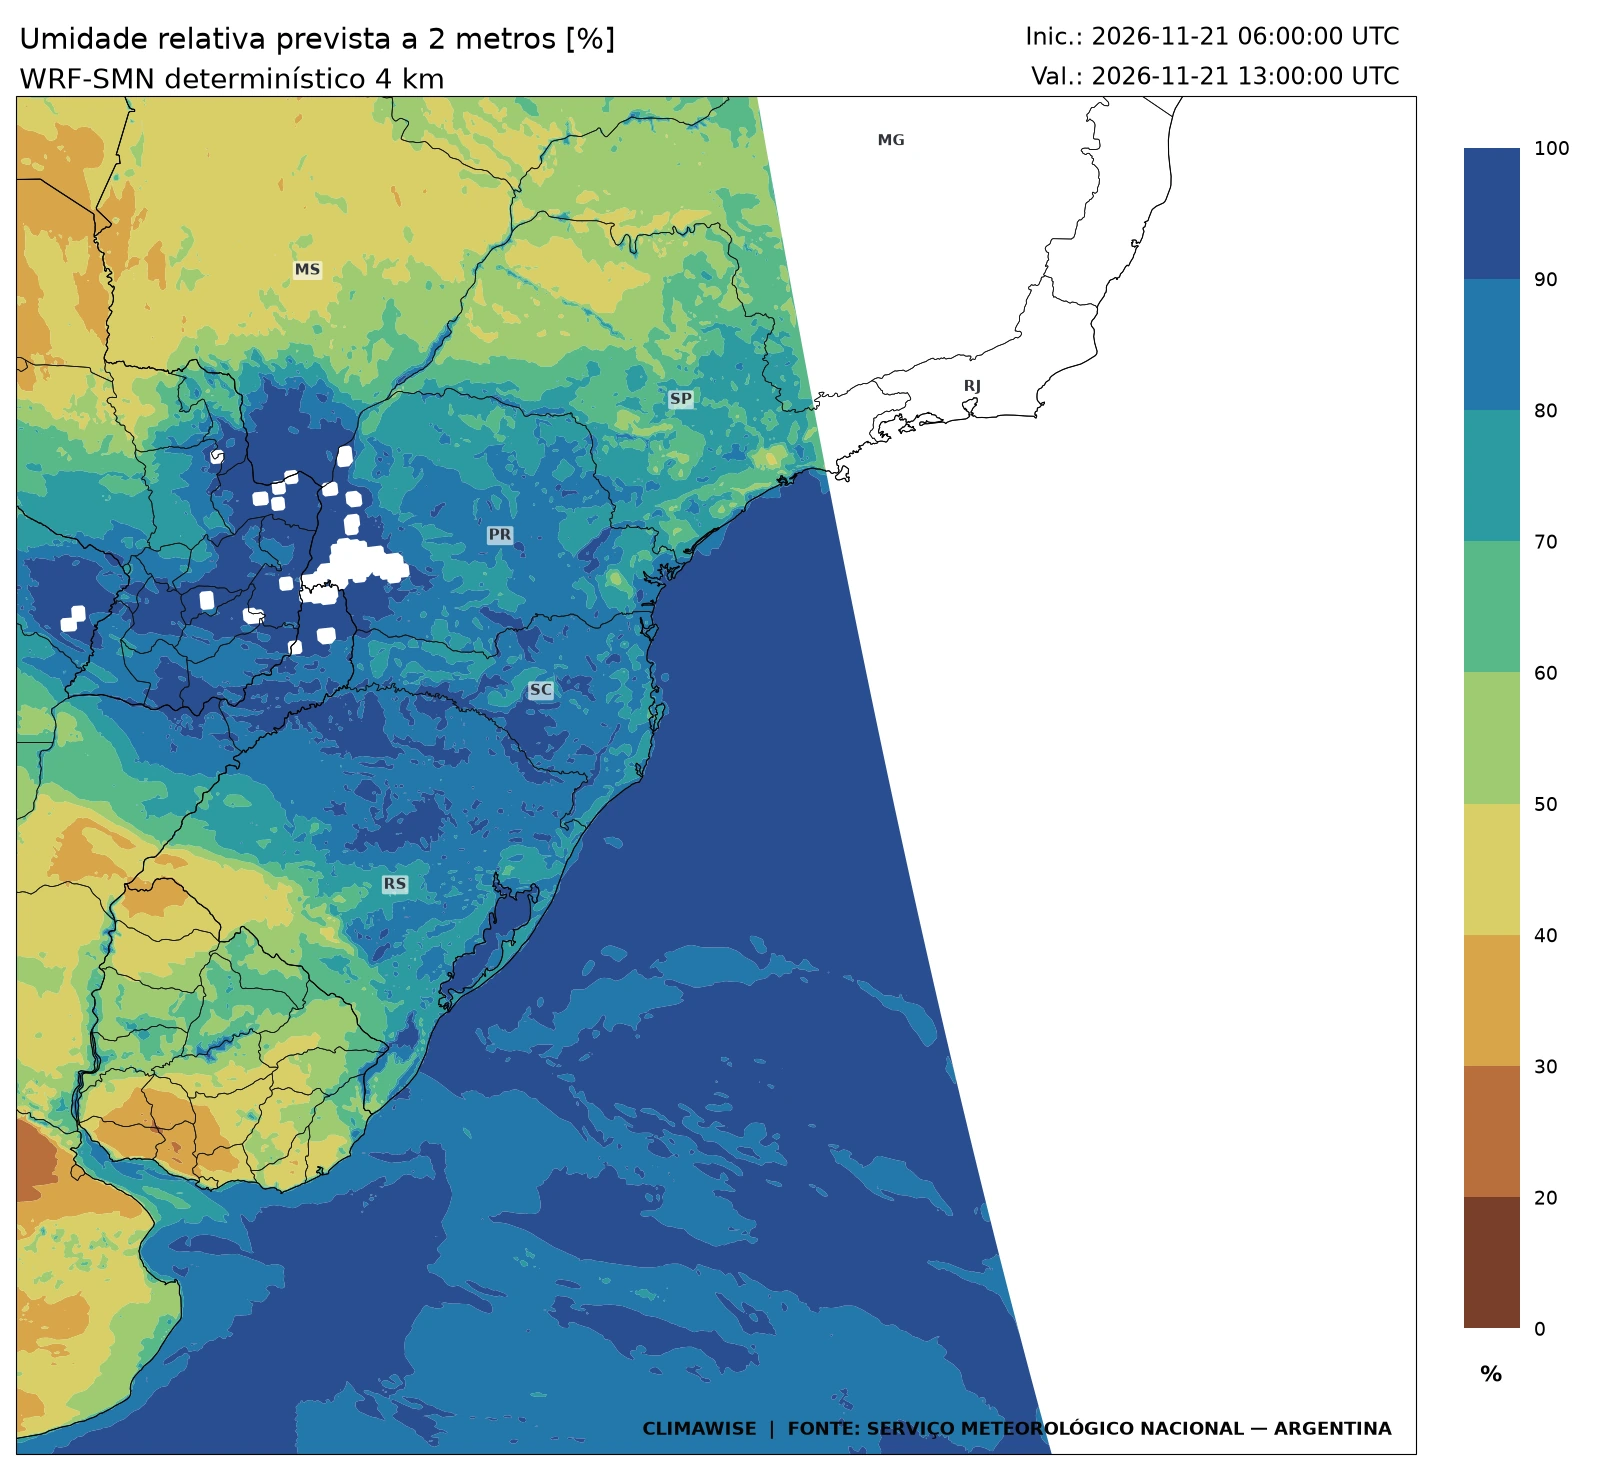 Umidade relativa prevista a 2 metros [%]
WRF-SMN determinístico 4 km
Inic.: 2026-11-21 06:00:00 UTC
Val.: 2026-11-21 13:00:00 UTC
MG
MS
RJ
SP
PR
SC
RS
100
90
80
70
60
50
40
30
20
0
%
CLIMAWISE | FONTE: SERVIÇO METEOROLÓGICO NACIONAL — ARGENTINA